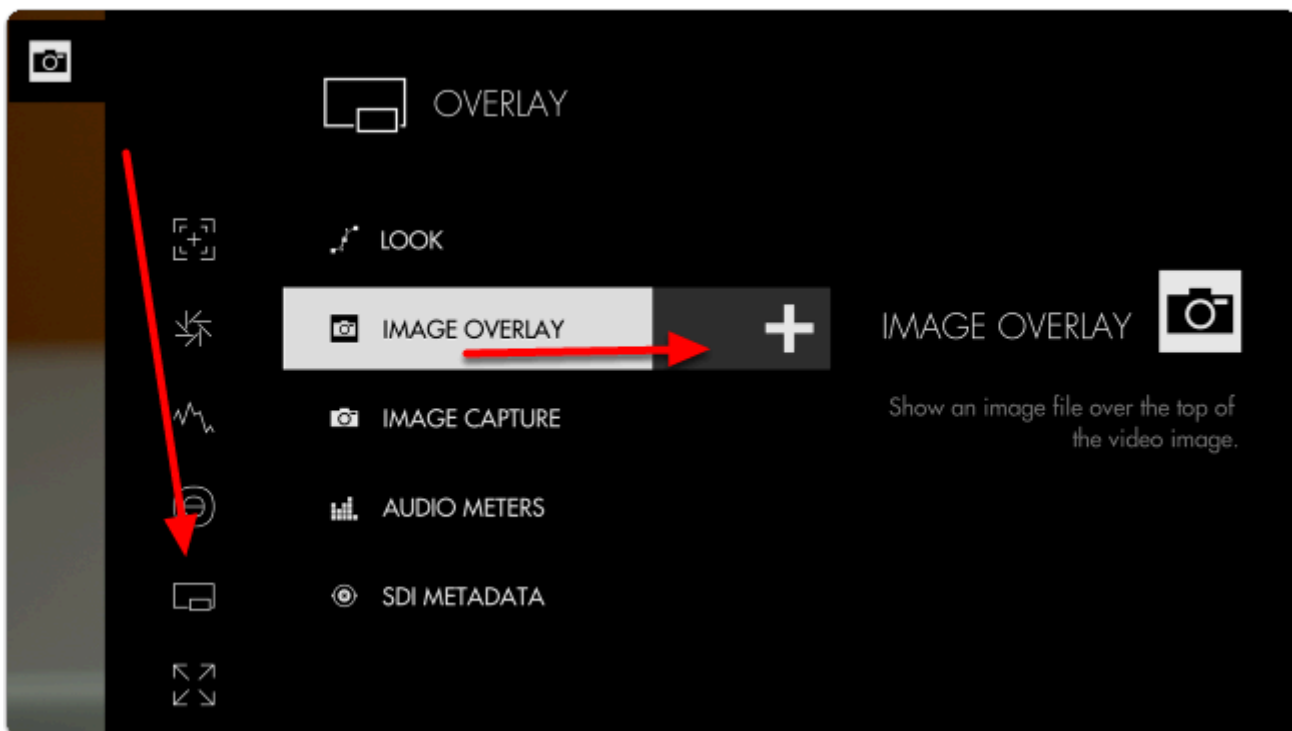 OVERLAY
LOOK
IMAGE OVERLAY
IMAGE CAPTURE
AUDIO METERS
SDI METADATA
IMAGE OVERLAY
Show an image file over the top of
the video image.